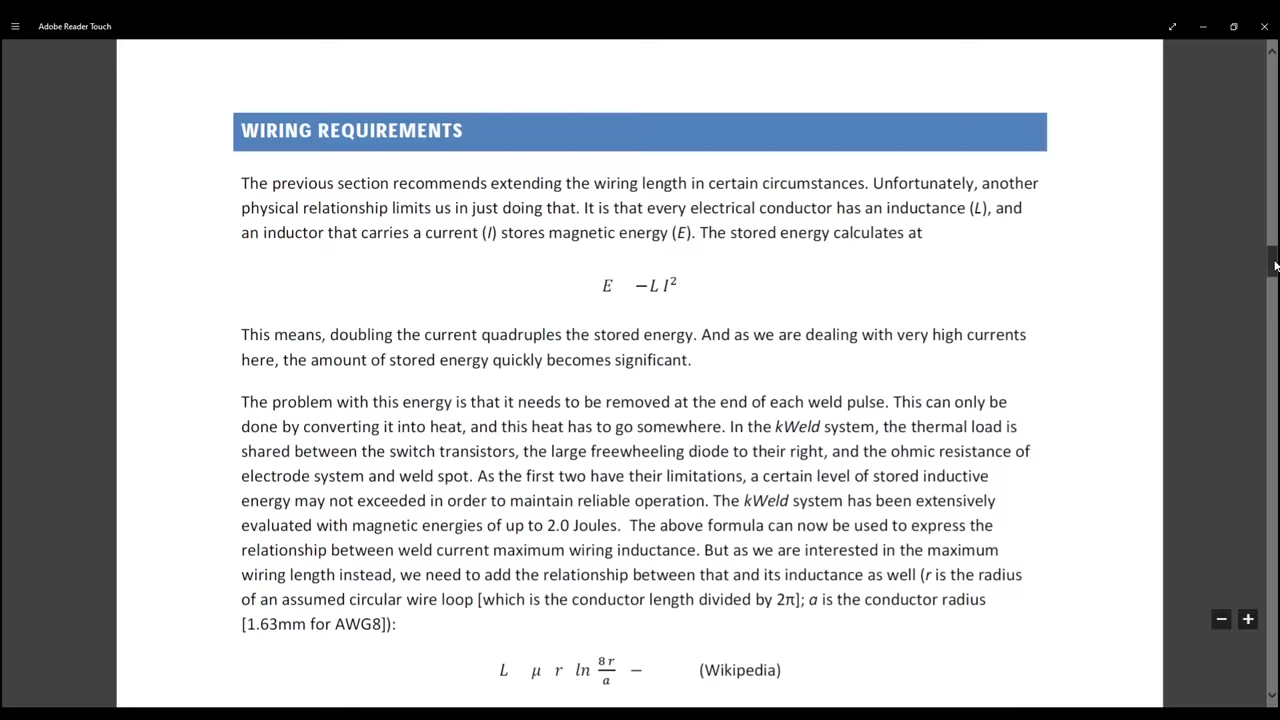 Adobe Reader Touch
WIRING REQUIREMENTS
The previous section recommends extending the wiring length in certain circumstances. Unfortunately, another
physical relationship limits us in just doing that. It is that every electrical conductor has an inductance (L), and
an inductor that carries a current (I) stores magnetic energy (E). The stored energy calculates at
E –L I²
This means, doubling the current quadruples the stored energy. And as we are dealing with very high currents
here, the amount of stored energy quickly becomes significant.
The problem with this energy is that it needs to be removed at the end of each weld pulse. This can only be
done by converting it into heat, and this heat has to go somewhere. In the kWeld system, the thermal load is
shared between the switch transistors, the large freewheeling diode to their right, and the ohmic resistance of
electrode system and weld spot. As the first two have their limitations, a certain level of stored inductive
energy may not exceeded in order to maintain reliable operation. The kWeld system has been extensively
evaluated with magnetic energies of up to 2.0 Joules. The above formula can now be used to express the
relationship between weld current maximum wiring inductance. But as we are interested in the maximum
wiring length instead, we need to add the relationship between that and its inductance as well (r is the radius
of an assumed circular wire loop [which is the conductor length divided by 2π]; a is the conductor radius
[1.63mm for AWG8]):
L μ r ln 8 r / a – (Wikipedia)